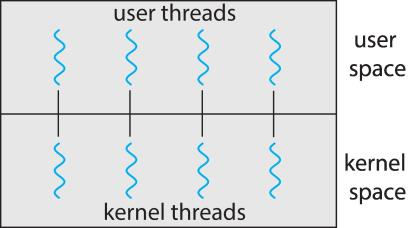 user threads
user
space
kernel
space
kernel threads